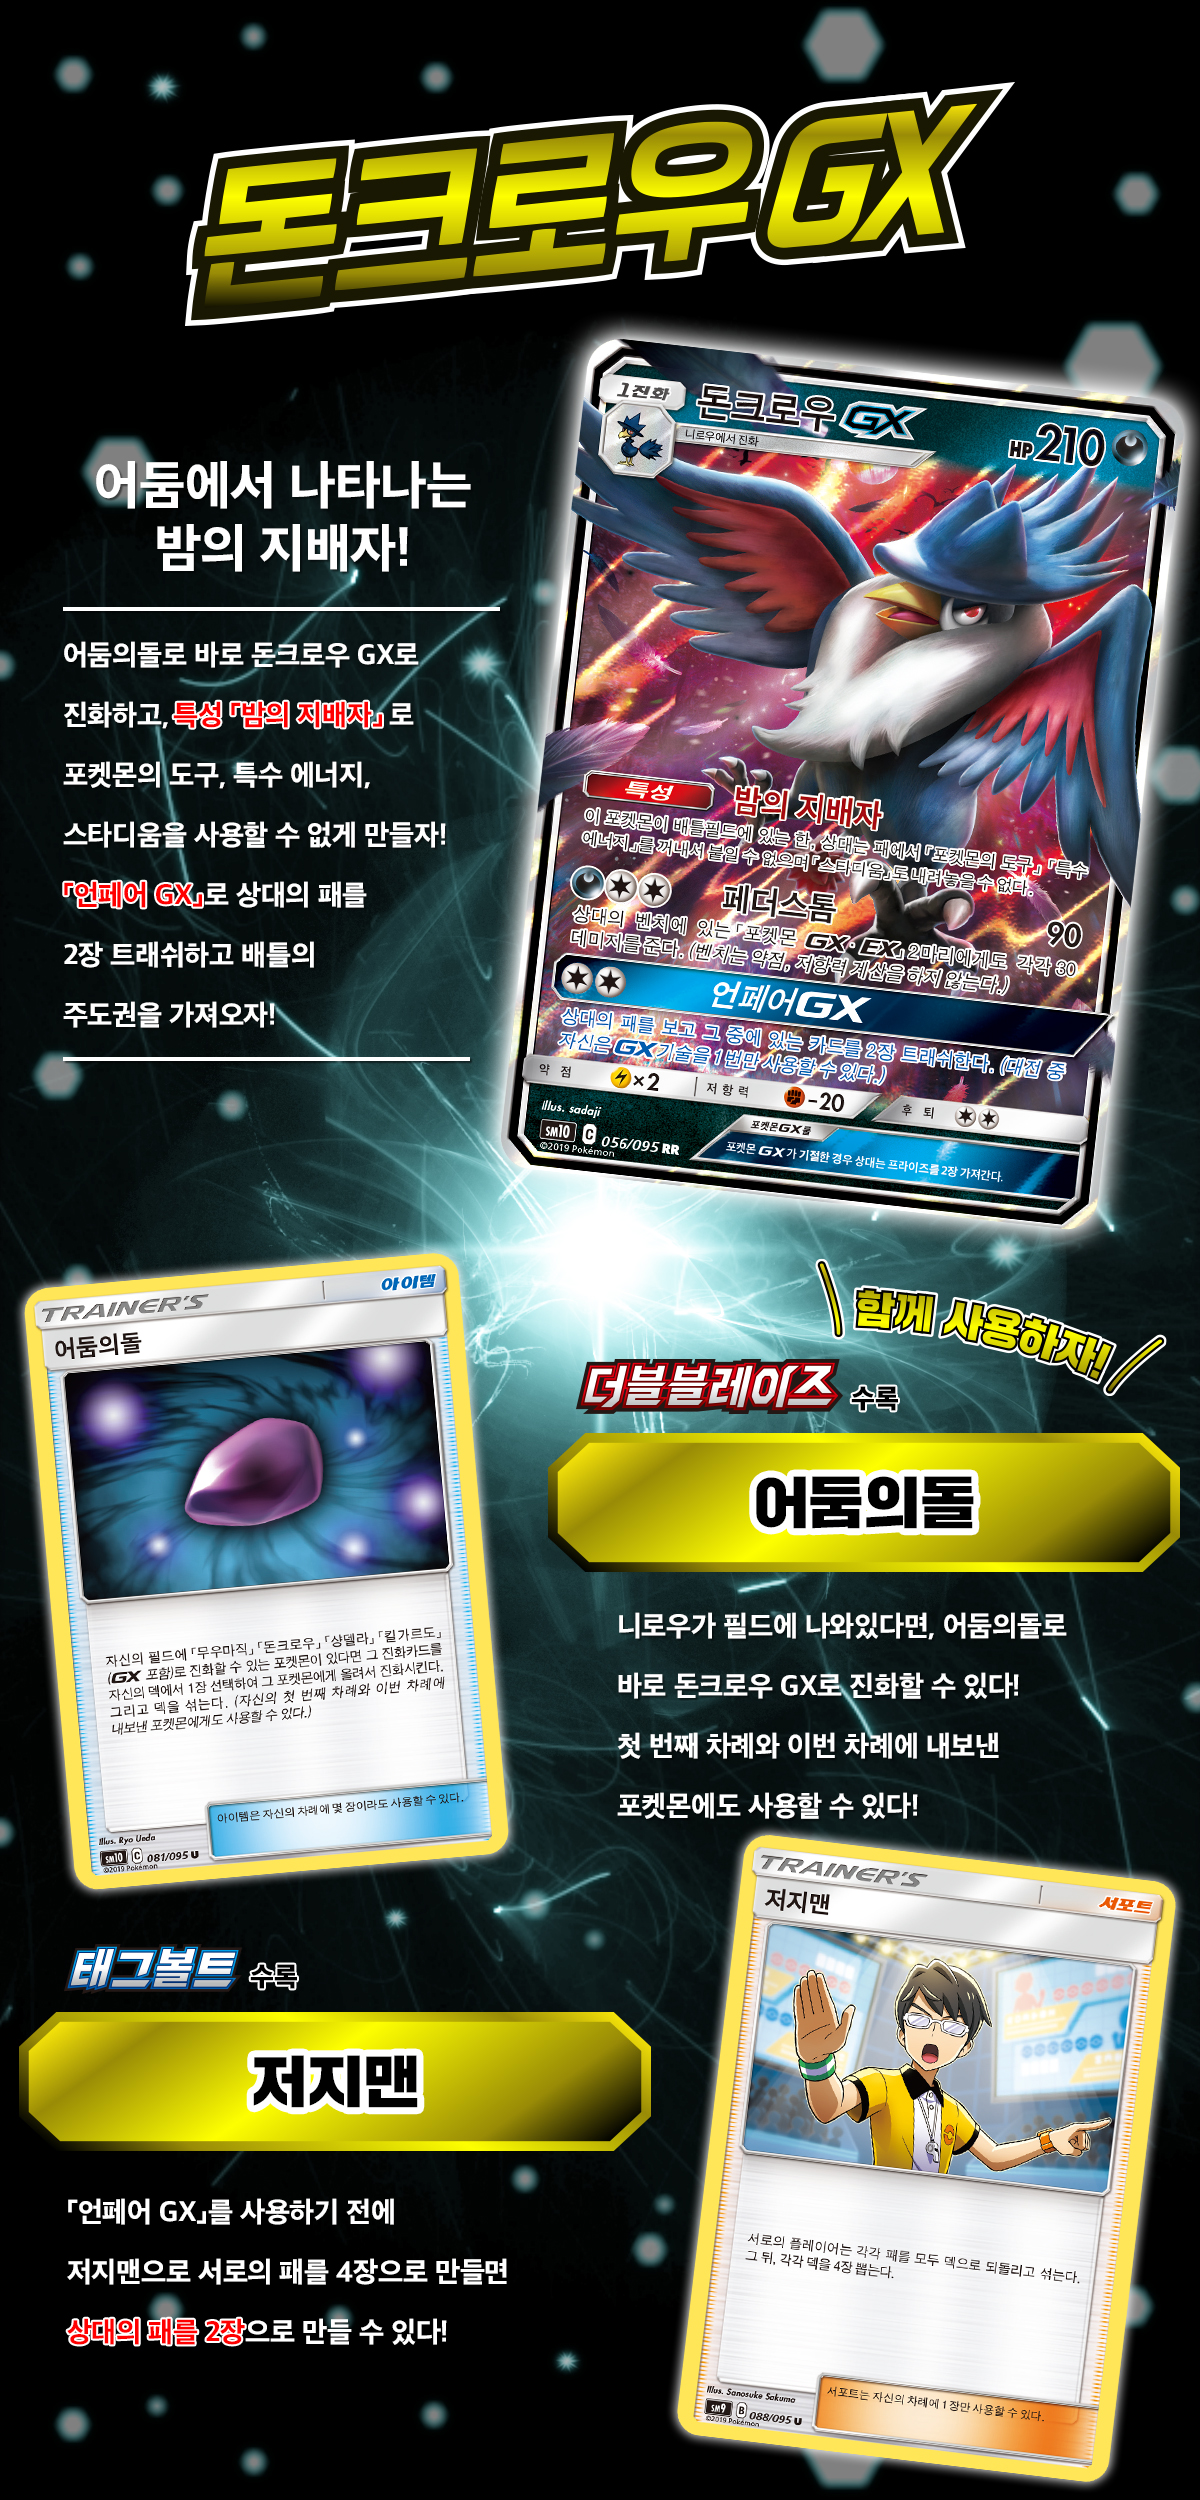 돈크로우 GX
어둠에서 나타나는
밤의 지배자!
어둠의돌로 바로 돈크로우 GX로
진화하고, 특성 「밤의 지배자」로
포켓몬의 도구, 특수 에너지,
스타디움을 사용할 수 없게 만들자!
「언페어 GX」로 상대의 패를
2장 트래쉬하고 배틀의
주도권을 가져오자!
1진화
돈크로우 GX
HP 210
니로우에서 진화
특성 밤의 지배자
이 포켓몬이 배틀필드에 있는 한, 상대는 패에서 「포켓몬의 도구」 「특수
에너지」를 꺼내서 붙일 수 없으며 「스타디움」도 내려놓을 수 없다.
페더스톰 90
상대의 벤치에 있는 「포켓몬 GX·EX」 2마리에게도 각각 30
데미지를 준다. (벤치는 약점, 저항력 계산을 하지 않는다.)
언페어 GX
상대의 패를 보고 그 중에 있는 카드를 2장 트래쉬한다. (대전 중
자신은 GX기술을 1번만 사용할 수 있다.)
약점 ×2 저항력 -20 후퇴
Illus. sadaji
SM10 C 056/095 RR
©2019 Pokémon
포켓몬GX룰
포켓몬 GX가 기절한 경우 상대는 프라이즈를 2장 가져간다.
TRAINER'S 아이템
어둠의돌
자신의 필드에 「무우마직」 「돈크로우」 「샹델라」 「킬가르도」
(GX 포함)로 진화할 수 있는 포켓몬이 있다면 그 진화카드를
자신의 덱에서 1장 선택하여 그 포켓몬에게 올려서 진화시킨다.
그리고 덱을 섞는다. (자신의 첫 번째 차례와 이번 차례에
내보낸 포켓몬에게도 사용할 수 있다.)
아이템은 자신의 차례에 몇 장이라도 사용할 수 있다.
Illus. Ryo Ueda
SM10 C 081/095 U
©2019 Pokémon
함께 사용하자!
더블블레이즈 수록
어둠의돌
니로우가 필드에 나와있다면, 어둠의돌로
바로 돈크로우 GX로 진화할 수 있다!
첫 번째 차례와 이번 차례에 내보낸
포켓몬에도 사용할 수 있다!
태그볼트 수록
저지맨
「언페어 GX」를 사용하기 전에
저지맨으로 서로의 패를 4장으로 만들면
상대의 패를 2장으로 만들 수 있다!
TRAINER'S 서포트
저지맨
서로의 플레이어는 각각 패를 모두 덱으로 되돌리고 섞는다.
그 뒤, 각각 덱을 4장 뽑는다.
서포트는 자신의 차례에 1장만 사용할 수 있다.
Illus. Sanosuke Sakuma
SM9 B 088/095 U
©2019 Pokémon